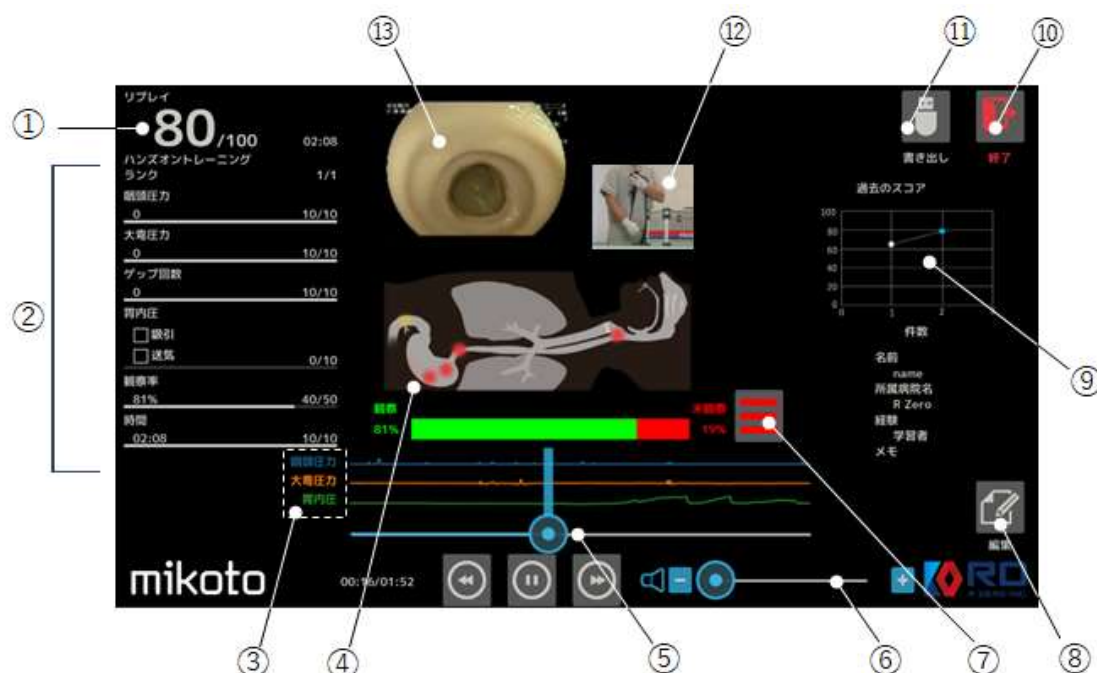 ⑬
⑫
⑪
⑩
①
リプレイ
80/100
02:08
ハンズオントレーニング
ランク 1/1
②
咽頭圧力
0 10/10
大弯圧力
0 10/10
ゲップ回数
0 10/10
胃内圧
吸引
送気 0/10
観察率
81% 40/50
時間
02:08 10/10
書き出し
終了
過去のスコア
100
80
60
40
20
0
0 1 2
件数
⑨
名前
name
所属病院名
R Zero
経験
学習者
メモ
観察
81%
未観察
19%
咽頭圧力
大弯圧力
胃内圧
編集
mikoto
00:16/01:52
− +
③
④
⑤
⑥
⑦
⑧